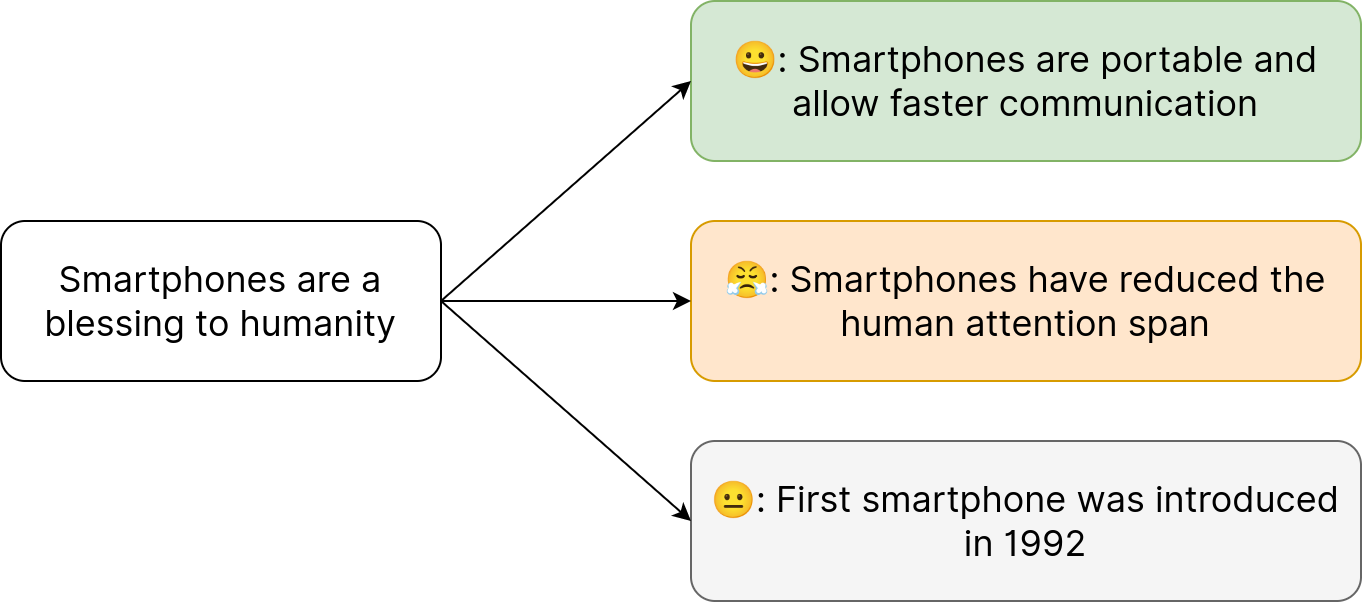 😀: Smartphones are portable and
allow faster communication
Smartphones are a
blessing to humanity
😤: Smartphones have reduced the
human attention span
😐: First smartphone was introduced
in 1992